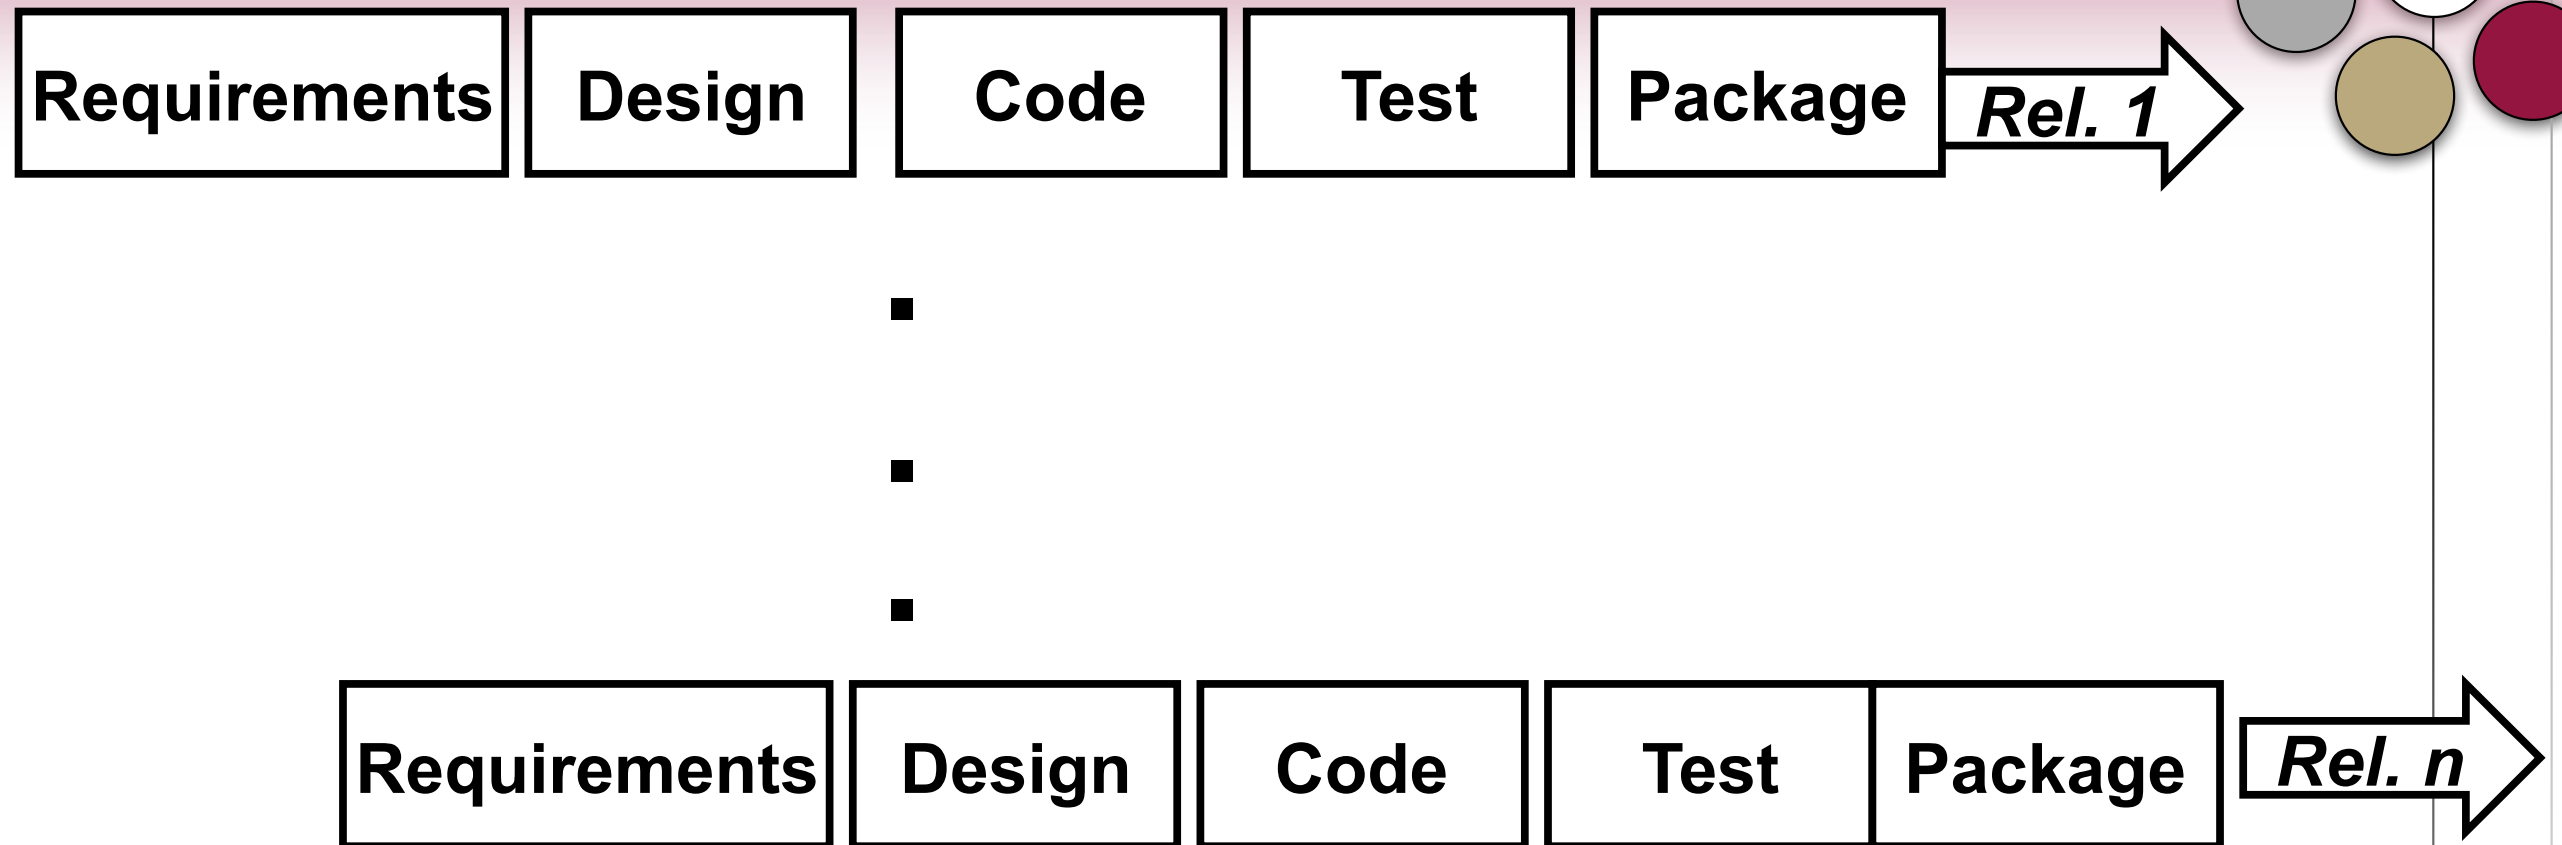 Requirements Design Code Test Package Rel. 1
▪
▪
▪
Requirements Design Code Test Package Rel. n